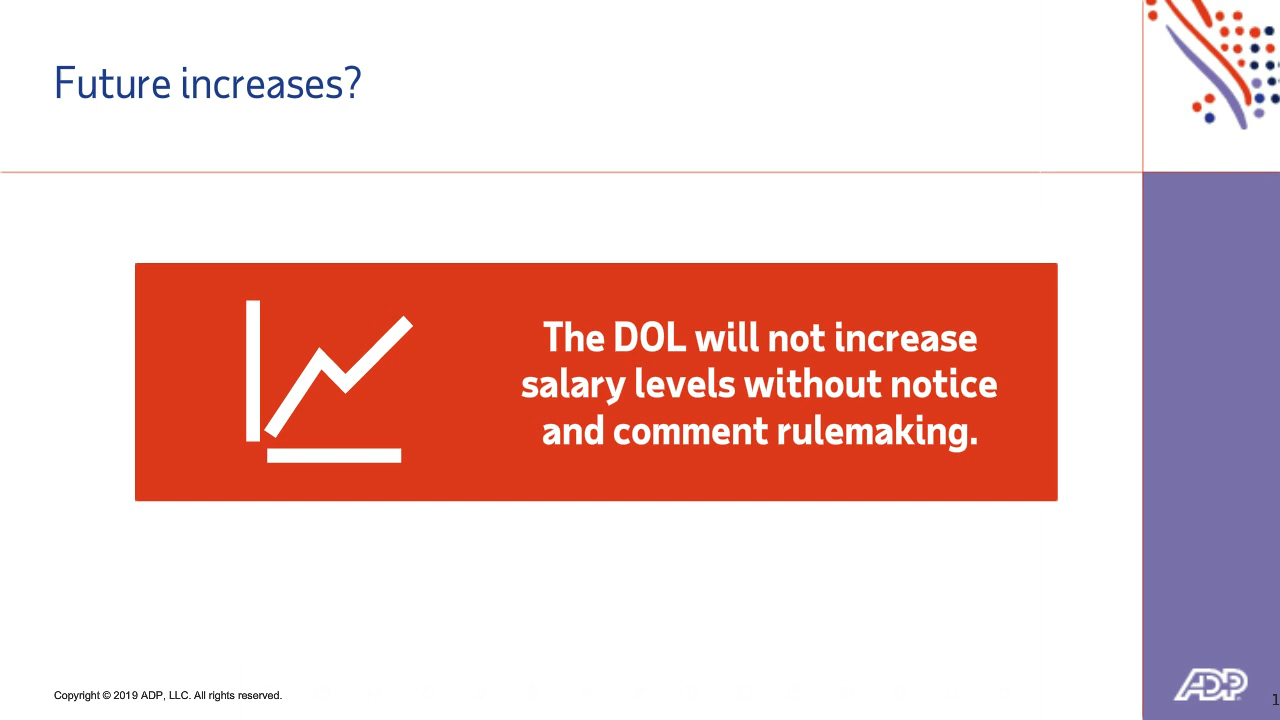 Future increases?
The DOL will not increase
salary levels without notice
and comment rulemaking.
Copyright © 2019 ADP, LLC. All rights reserved.
ADP
1